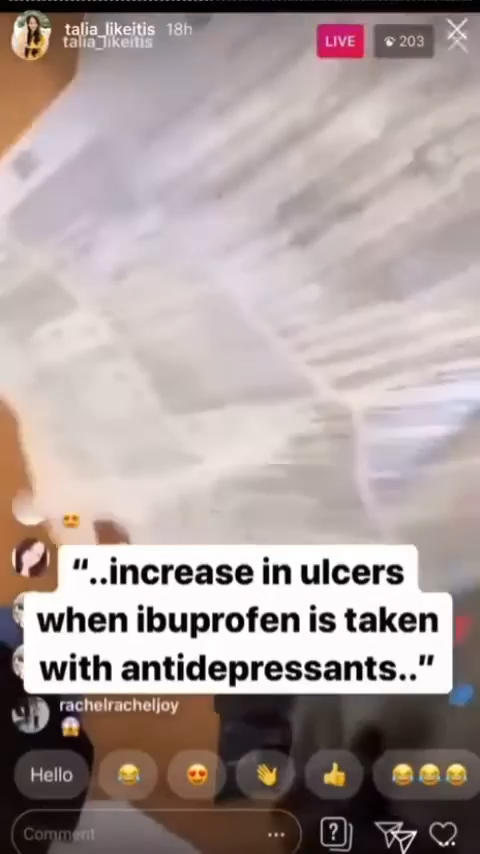 talia_likeitis 18h
talia_likeitis
LIVE
203
“..increase in ulcers
when ibuprofen is taken
with antidepressants..”
rachelracheljoy
Hello
Comment